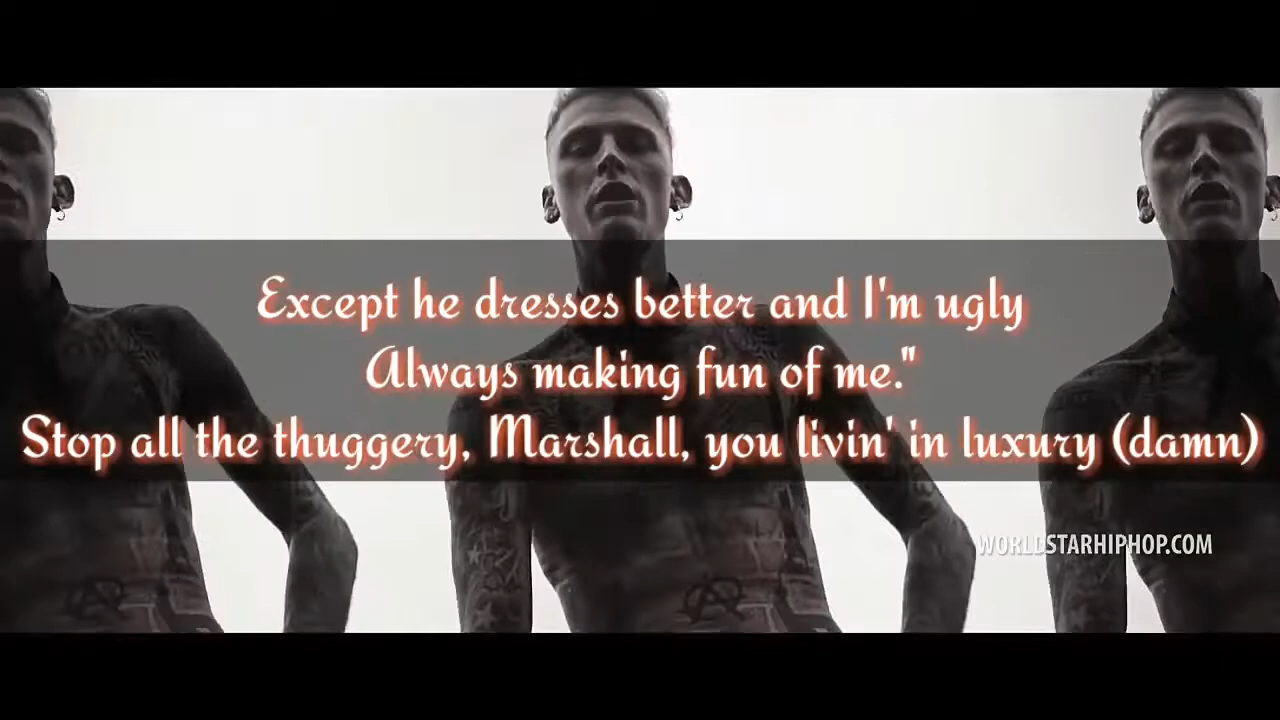 Except he dresses better and I'm ugly
Always making fun of me."
Stop all the thuggery, Marshall, you livin' in luxury (damn)
WORLDSTARHIPHOP.COM